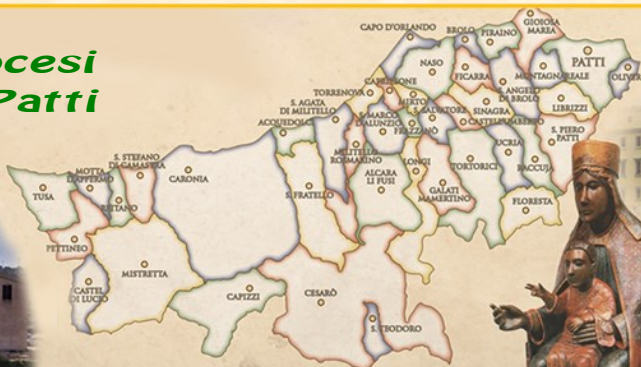 ocesi
Patti
CAPO D'ORLANDO
BROLO
PIRAINO
GIOIOSA
MAREA
NASO
FICARRA
MONTAGNAREALE
PATTI
OLIVER
S. ANGELO
DI BROLO
LIBRIZZI
CAPRI LEONE
TORRENOVA
MIRTO
S. SALVATORE
SINAGRA
CASTELL'UMBERTO
S. AGATA
DI MILITELLO
S. MARCO
D'ALUNZIO
FRAZZANÒ
S. PIERO
PATTI
ACQUEDOLCI
MILITELLO
ROSMARINO
LONGI
TORTORICI
UCRIA
RACCUJA
S. STEFANO
DI CAMASTRA
MOTTA
D'AFFERMO
CARONIA
S. FRATELLO
ALCARA
LI FUSI
GALATI
MAMERTINO
FLORESTA
TUSA
REITANO
PETTINEO
MISTRETTA
CASTEL
DI LUCIO
CAPIZZI
CESARÒ
S. TEODORO